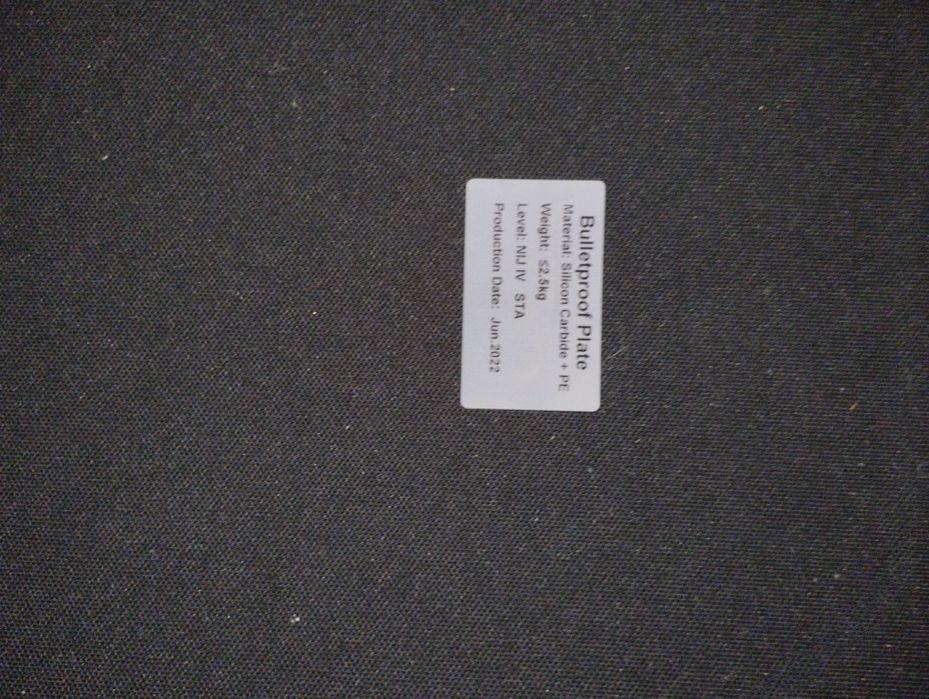 Bulletproof Plate
Material: Silicon Carbide + PE
Weight: ≤2.5kg
Level: NIJ IV STA
Production Date: Jun.2022